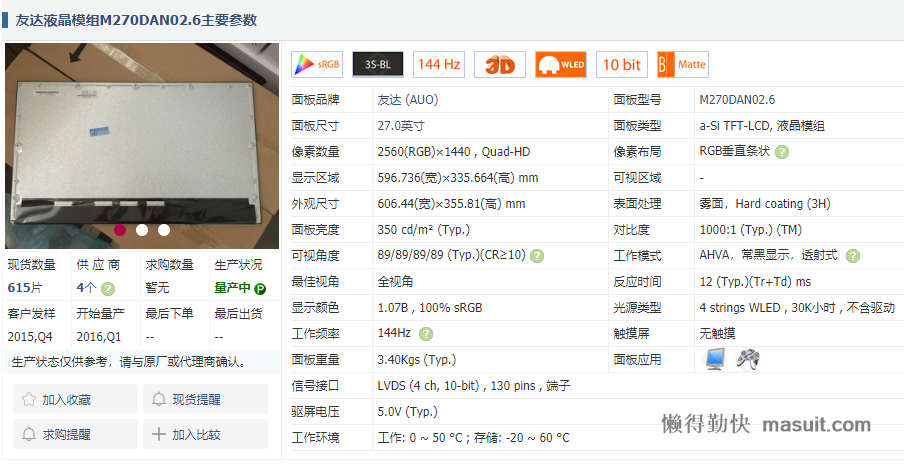 友达液晶模组M270DAN02.6主要参数
sRGB
3S-BL
144 Hz
3D
WLED
10 bit
Matte
面板品牌 友达 (AUO) 面板型号 M270DAN02.6
面板尺寸 27.0英寸 面板类型 a-Si TFT-LCD, 液晶模组
像素数量 2560(RGB)×1440 , Quad-HD 像素布局 RGB垂直条状 ?
显示区域 596.736(宽)×335.664(高) mm 可视区域 -
外观尺寸 606.44(宽)×355.81(高) mm 表面处理 雾面，Hard coating (3H)
面板亮度 350 cd/m² (Typ.) 对比度 1000:1 (Typ.) (TM)
可视角度 89/89/89/89 (Typ.)(CR≥10) ? 工作模式 AHVA，常黑显示，透射式 ?
最佳视角 全视角 反应时间 12 (Typ.)(Tr+Td) ms
显示颜色 1.07B , 100% sRGB 光源类型 4 strings WLED , 30K小时 , 不含驱动
工作频率 144Hz ? 触摸屏 无触摸
面板重量 3.40Kgs (Typ.) 面板应用
信号接口 LVDS (4 ch, 10-bit) , 130 pins , 端子
驱屏电压 5.0V (Typ.)
工作环境 工作: 0 ~ 50 °C ; 存储: -20 ~ 60 °C
现货数量 供 应 商 求购数量 生产状况
615片 4个 ? 暂无 量产中 P
客户发样 开始量产 最后下单 最后出货
2015,Q4 2016,Q1 -- --
生产状态仅供参考，请与原厂或代理商确认。
加入收藏 现货提醒
求购提醒 加入比较
懒得勤快 masuit.com